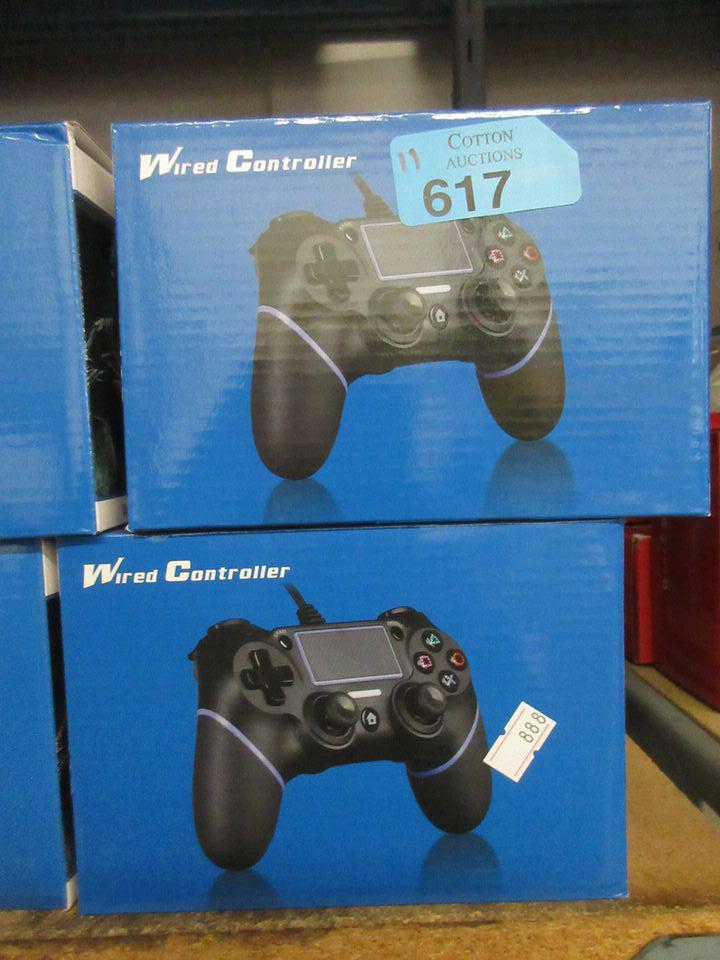 Wired Controller
COTTON
AUCTIONS
11
617
Wired Controller
888